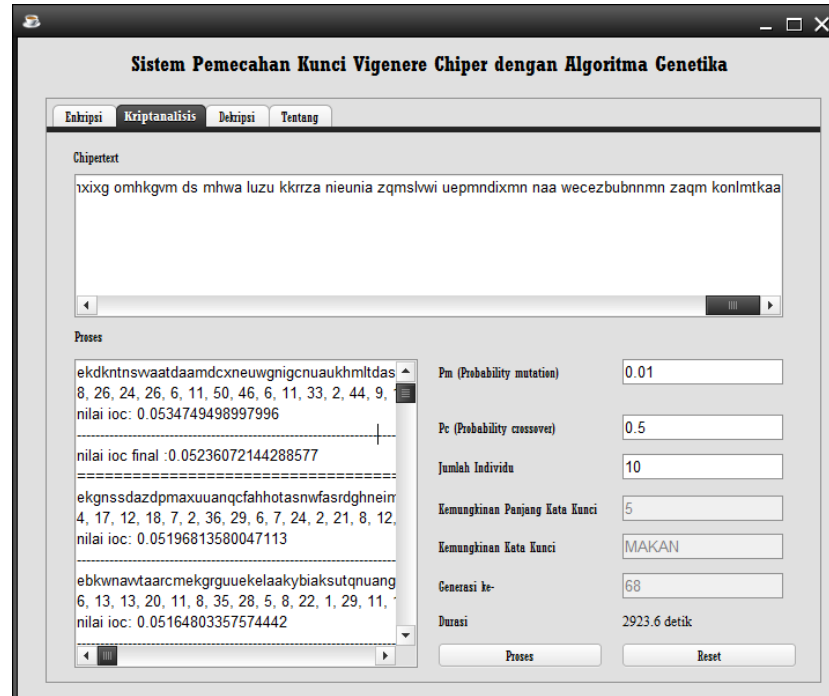 Sistem Pemecahan Kunci Vigenere Chiper dengan Algoritma Genetika
Enkripsi Kriptanalisis Dekripsi Tentang
Chipertext
omhkgvm ds mhwa luzu kkrrza nieunia zqmslvwi uepmndixmn naa wecezbubnnmn zaqm konlmtkaa
Proses
ekdkntnswaatdaamdcxneuwgnigcnuaukhmltdas
8, 26, 24, 26, 6, 11, 50, 46, 6, 11, 33, 2, 44, 9,
nilai ioc: 0.0534749498997996
nilai ioc final :0.05236072144288577
ekgnssdazdpmaxuuanqcfahhotasnwfasrdghneim
4, 17, 12, 18, 7, 2, 36, 29, 6, 7, 24, 2, 21, 8, 12,
nilai ioc: 0.05196813580047113
ebkwnawtaarcmekgrguuekelaakybiaksutqnuang
6, 13, 13, 20, 11, 8, 35, 28, 5, 8, 22, 1, 29, 11,
nilai ioc: 0.05164803357574442
Pm (Probability mutation) 0.01
Pc (Probability crossover) 0.5
Jumlah Individu 10
Kemungkinan Panjang Kata Kunci 5
Kemungkinan Kata Kunci MAKAN
Generasi ke- 68
Durasi 2923.6 detik
Proses Reset